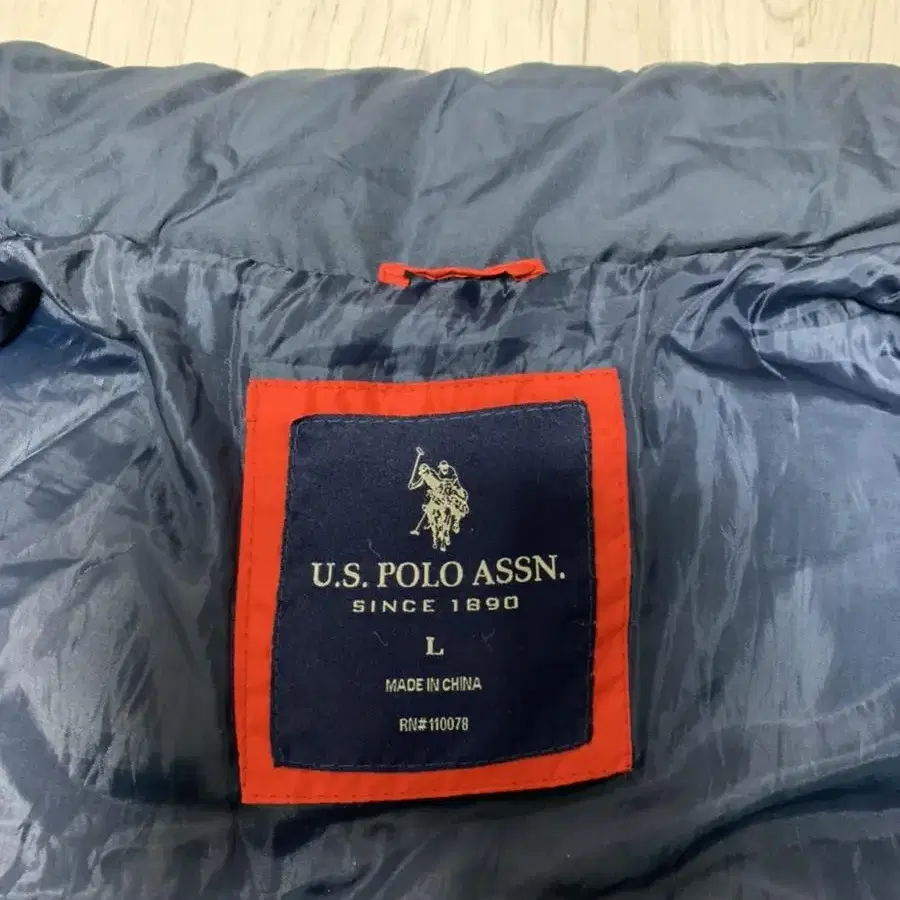 U.S. POLO ASSN.
SINCE 1890
L
MADE IN CHINA
RN# 110078